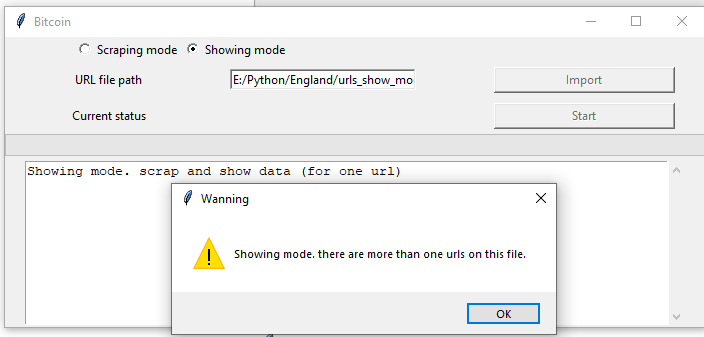 Bitcoin
Scraping mode Showing mode
URL file path E:/Python/England/urls_show_mo Import
Current status Start
Showing mode. scrap and show data (for one url)
Wanning
Showing mode. there are more than one urls on this file.
OK